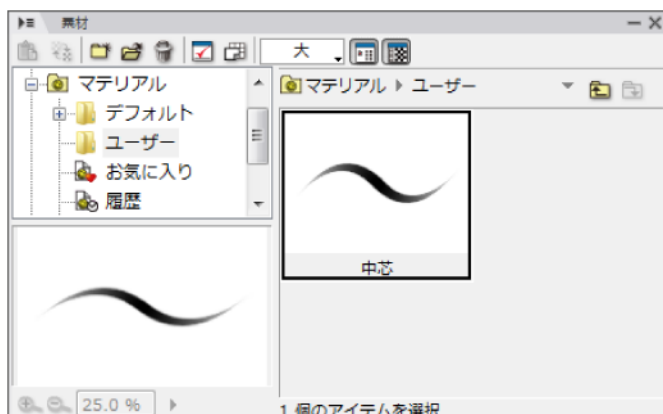 素材
大
マテリアル
デフォルト
ユーザー
お気に入り
履歴
マテリアル ユーザー
中芯
25.0 %
1 個のアイテムを選択